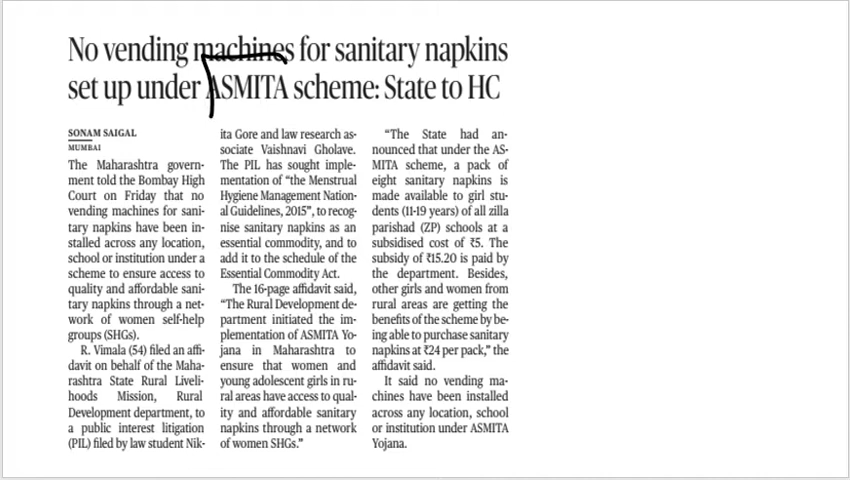 No vending machines for sanitary napkins
set up under ASMITA scheme: State to HC
SONAM SAIGAL
MUMBAI
The Maharashtra govern-
ment told the Bombay High
Court on Friday that no
vending machines for sani-
tary napkins have been in-
stalled across any location,
school or institution under a
scheme to ensure access to
quality and affordable sani-
tary napkins through a net-
work of women self-help
groups (SHGs).
R. Vimala (54) filed an affi-
davit on behalf of the Maha-
rashtra State Rural Liveli-
hoods Mission, Rural
Development department, to
a public interest litigation
(PIL) filed by law student Nik-
ita Gore and law research as-
sociate Vaishnavi Gholave.
The PIL has sought imple-
mentation of “the Menstrual
Hygiene Management Nation-
al Guidelines, 2015”, to recog-
nise sanitary napkins as an
essential commodity, and to
add it to the schedule of the
Essential Commodity Act.
The 16-page affidavit said,
“The Rural Development de-
partment initiated the im-
plementation of ASMITA Yo-
jana in Maharashtra to
ensure that women and
young adolescent girls in ru-
ral areas have access to qual-
ity and affordable sanitary
napkins through a network
of women SHGs.”
“The State had an-
nounced that under the AS-
MITA scheme, a pack of
eight sanitary napkins is
made available to girl stu-
dents (11-19 years) of all zilla
parishad (ZP) schools at a
subsidised cost of ₹5. The
subsidy of ₹15.20 is paid by
the department. Besides,
other girls and women from
rural areas are getting the
benefits of the scheme by be-
ing able to purchase sanitary
napkins at ₹24 per pack,” the
affidavit said.
It said no vending ma-
chines have been installed
across any location, school
or institution under ASMITA
Yojana.